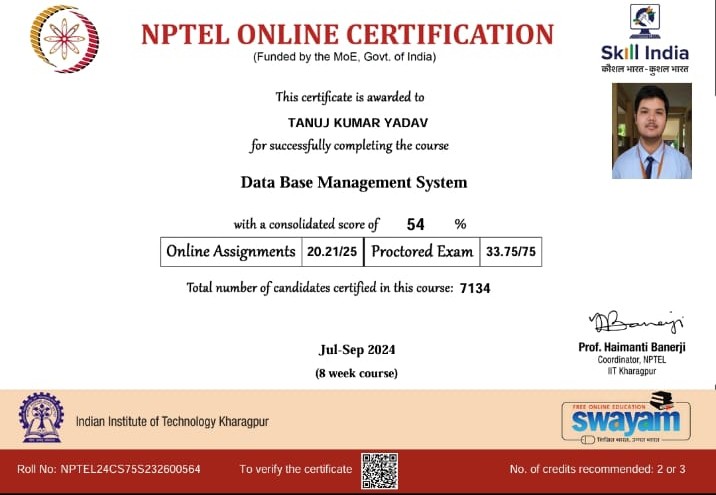 NPTEL ONLINE CERTIFICATION
(Funded by the MoE, Govt. of India)
Skill India
कौशल भारत - कुशल भारत
This certificate is awarded to
TANUJ KUMAR YADAV
for successfully completing the course
Data Base Management System
with a consolidated score of 54 %
Online Assignments 20.21/25 Proctored Exam 33.75/75
Total number of candidates certified in this course: 7134
Jul-Sep 2024
(8 week course)
Prof. Haimanti Banerji
Coordinator, NPTEL
IIT Kharagpur
Indian Institute of Technology Kharagpur
FREE ONLINE EDUCATION
swayam
शिक्षित भारत, उन्नत भारत
Roll No: NPTEL24CS75S232600564
To verify the certificate
No. of credits recommended: 2 or 3